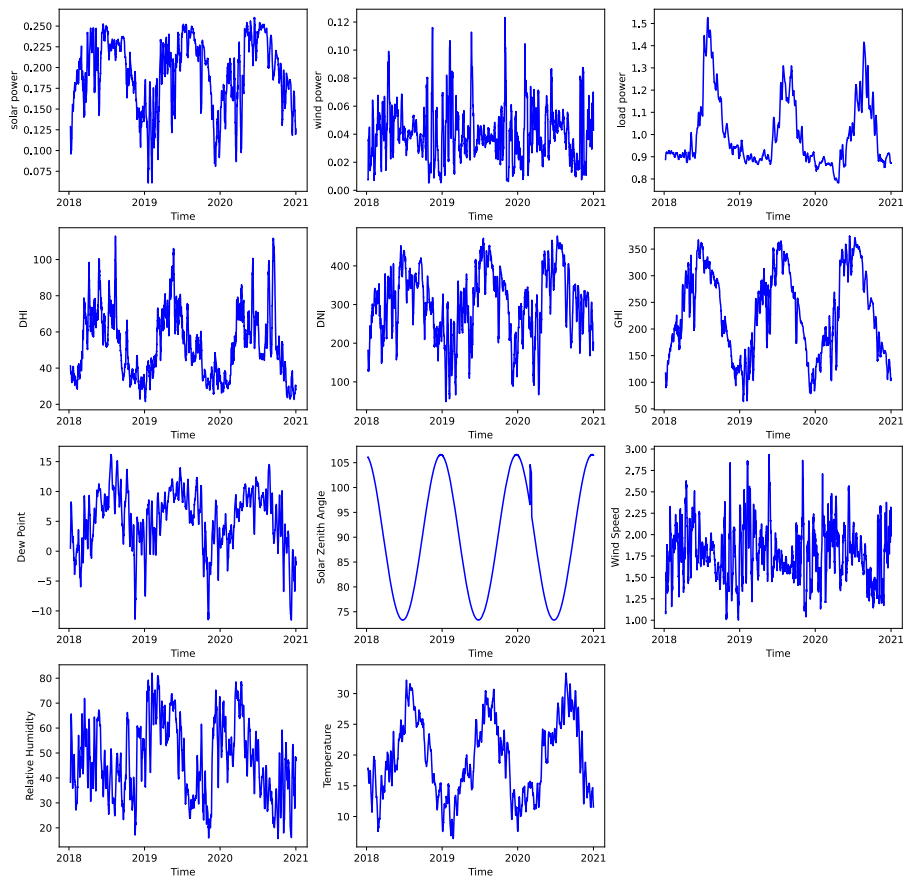 solar power
0.250
0.225
0.200
0.175
0.150
0.125
0.100
0.075
2018 2019 2020 2021
Time
wind power
0.12
0.10
0.08
0.06
0.04
0.02
0.00
2018 2019 2020 2021
Time
load power
1.5
1.4
1.3
1.2
1.1
1.0
0.9
0.8
2018 2019 2020 2021
Time
DHI
100
80
60
40
20
2018 2019 2020 2021
Time
DNI
400
300
200
100
2018 2019 2020 2021
Time
GHI
350
300
250
200
150
100
50
2018 2019 2020 2021
Time
Dew Point
15
10
5
0
−5
−10
2018 2019 2020 2021
Time
Solar Zenith Angle
105
100
95
90
85
80
75
2018 2019 2020 2021
Time
Wind Speed
3.00
2.75
2.50
2.25
2.00
1.75
1.50
1.25
1.00
2018 2019 2020 2021
Time
Relative Humidity
80
70
60
50
40
30
20
2018 2019 2020 2021
Time
Temperature
30
25
20
15
10
2018 2019 2020 2021
Time